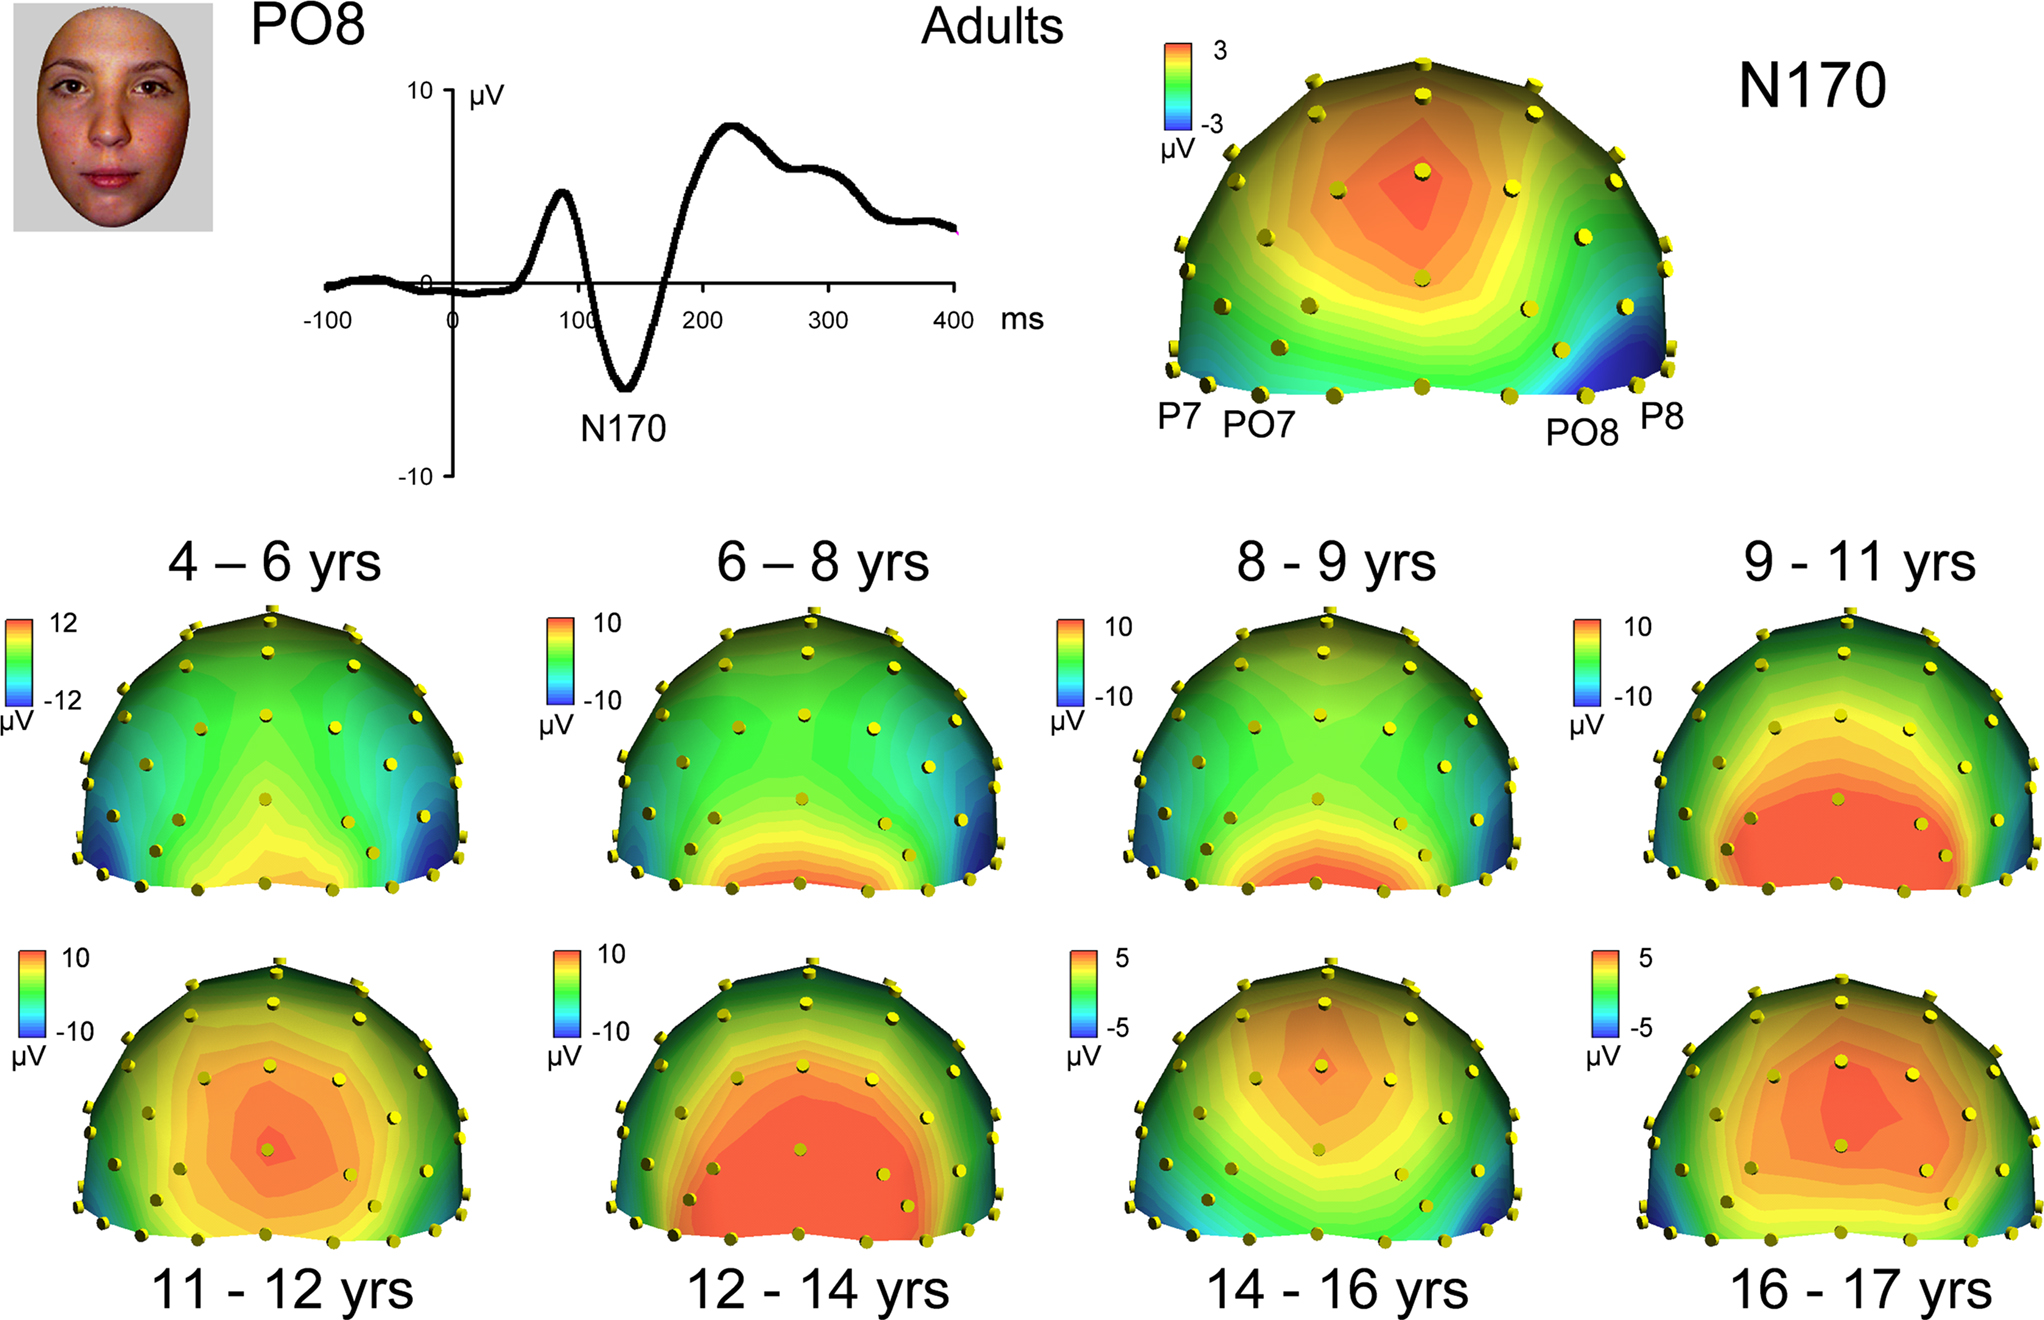 PO8
Adults
N170
10 µV
0
-10
-100 0 100 200 300 400 ms
N170
3
-3
µV
P7 PO7 PO8 P8
4 – 6 yrs
12
-12
µV
6 – 8 yrs
10
-10
µV
8 - 9 yrs
10
-10
µV
9 - 11 yrs
10
-10
µV
10
-10
µV
11 - 12 yrs
10
-10
µV
12 - 14 yrs
5
-5
µV
14 - 16 yrs
5
-5
µV
16 - 17 yrs